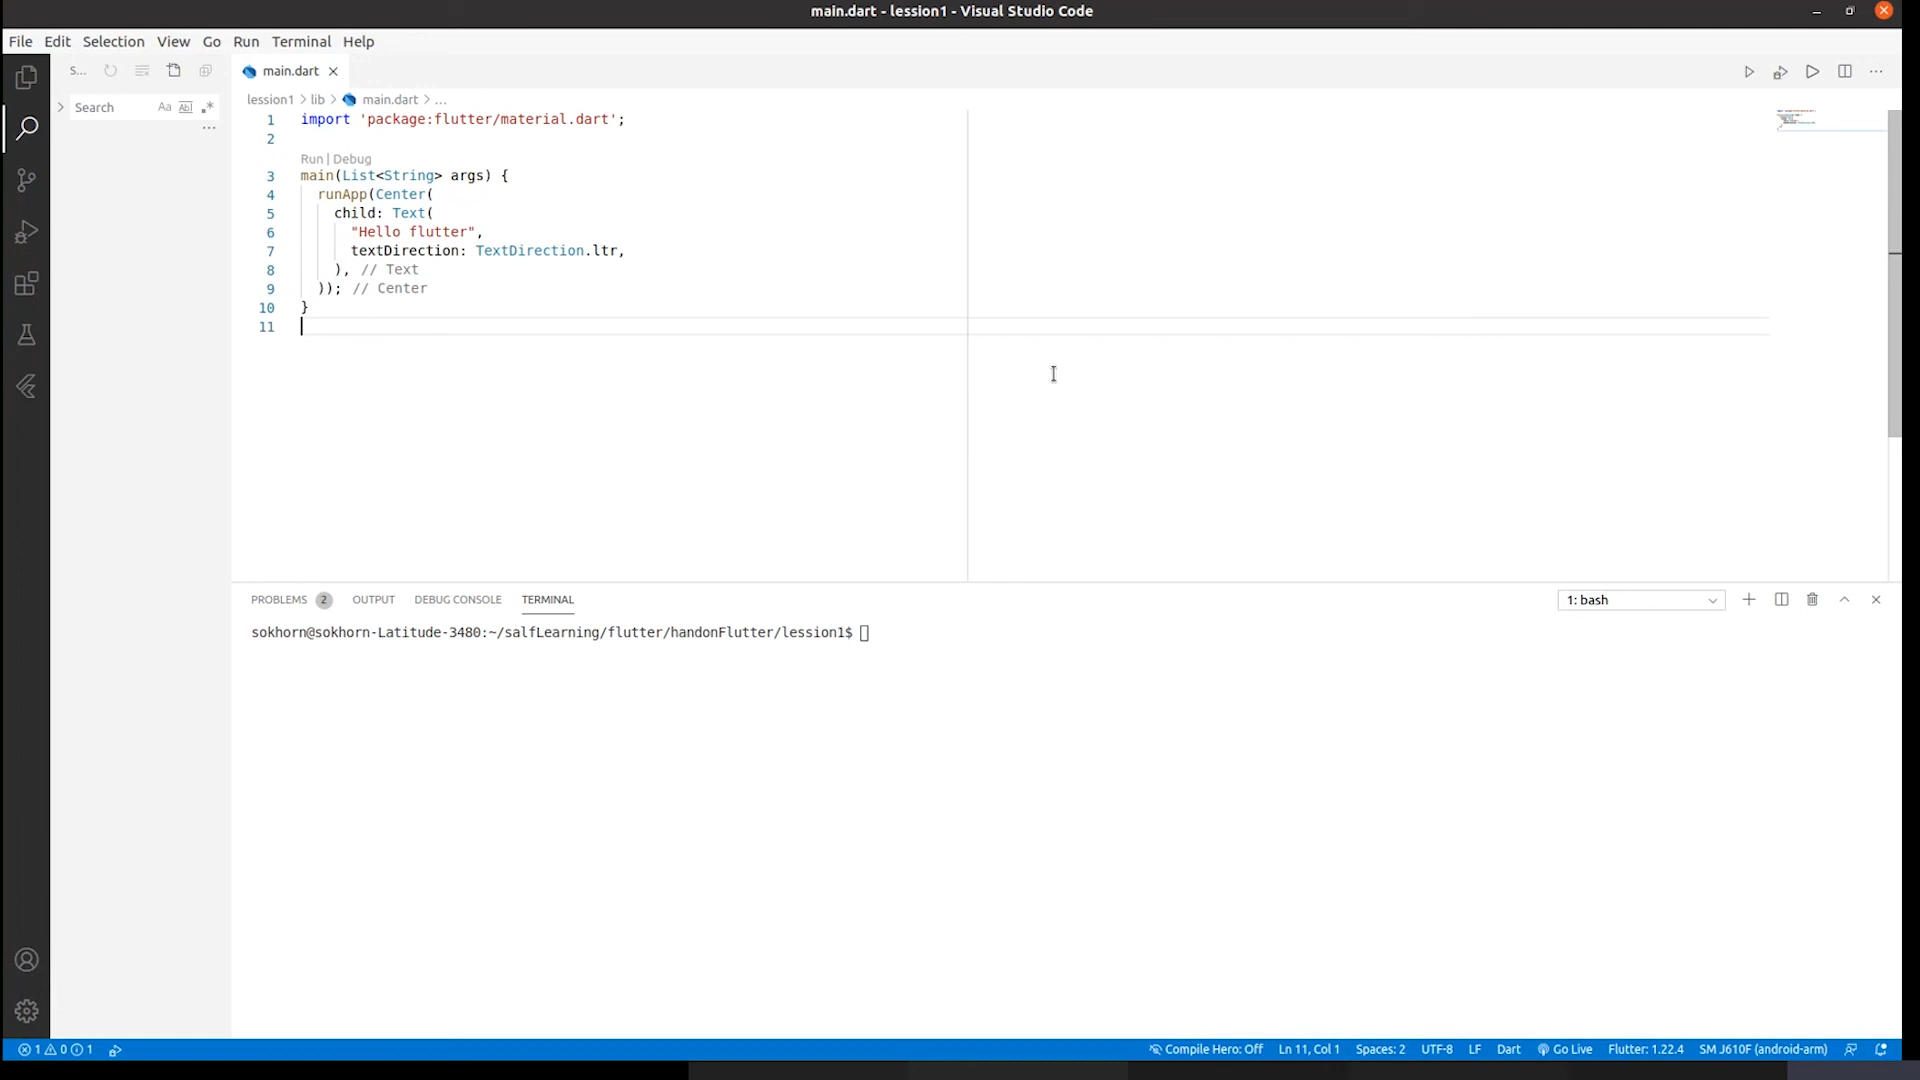 main.dart - lession1 - Visual Studio Code
File Edit Selection View Go Run Terminal Help
S...
main.dart
Search Aa Abl .*
lession1 > lib > main.dart > ...
1 import 'package:flutter/material.dart';
2
Run | Debug
3 main(List<String> args) {
4 runApp(Center(
5 child: Text(
6 "Hello flutter",
7 textDirection: TextDirection.ltr,
8 ), // Text
9 )); // Center
10 }
11
PROBLEMS 2 OUTPUT DEBUG CONSOLE TERMINAL
1: bash
sokhorn@sokhorn-Latitude-3480:~/salfLearning/flutter/handonFlutter/lession1$
1 0 1
Compile Hero: Off Ln 11, Col 1 Spaces: 2 UTF-8 LF Dart Go Live Flutter: 1.22.4 SM J610F (android-arm)